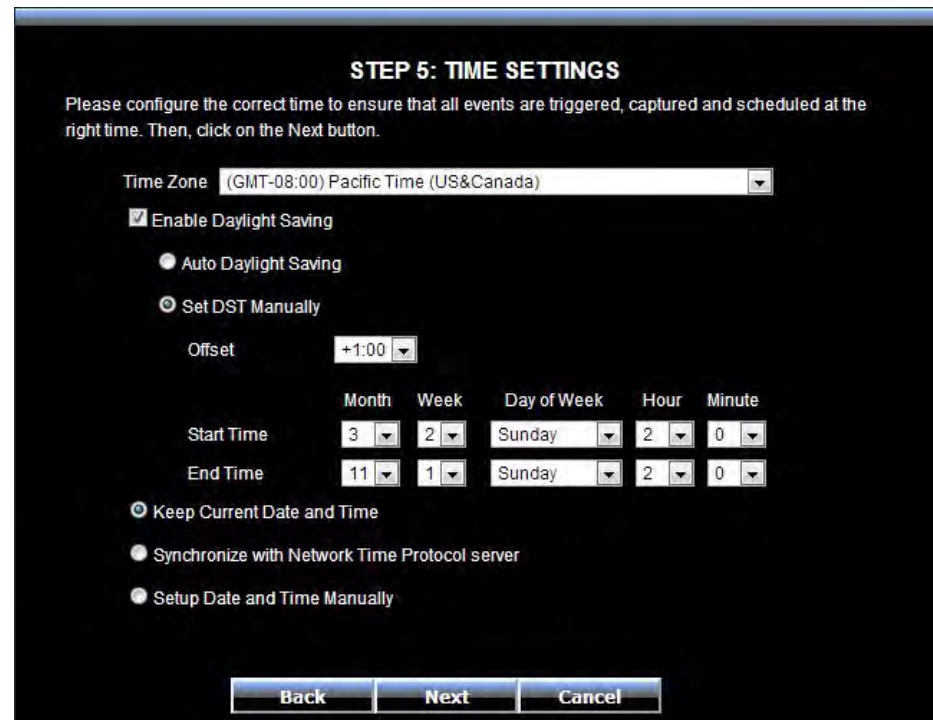 STEP 5: TIME SETTINGS
Please configure the correct time to ensure that all events are triggered, captured and scheduled at the
right time. Then, click on the Next button.
Time Zone (GMT-08:00) Pacific Time (US&Canada)
Enable Daylight Saving
Auto Daylight Saving
Set DST Manually
Offset +1:00
Month Week Day of Week Hour Minute
Start Time 3 2 Sunday 2 0
End Time 11 1 Sunday 2 0
Keep Current Date and Time
Synchronize with Network Time Protocol server
Setup Date and Time Manually
Back Next Cancel